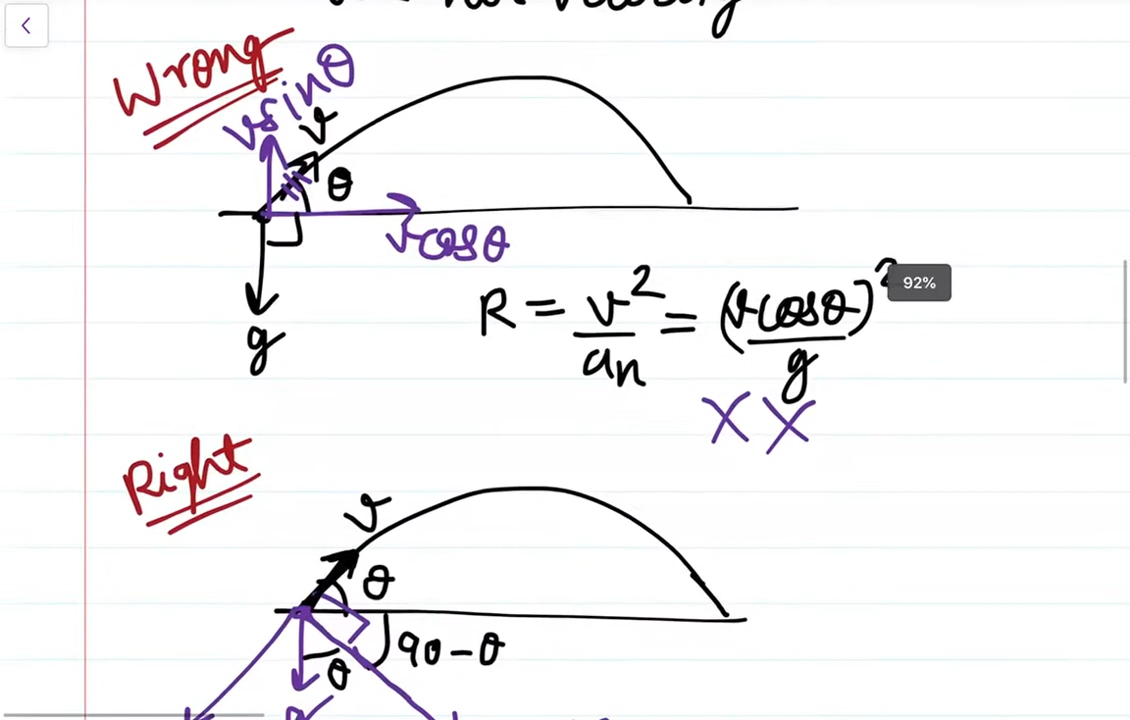 Wrong
v sinθ
v
θ
v cosθ
g
R = v² / aₙ = (v cosθ)² / g
92%
X X
Right
v
θ
90-θ
θ